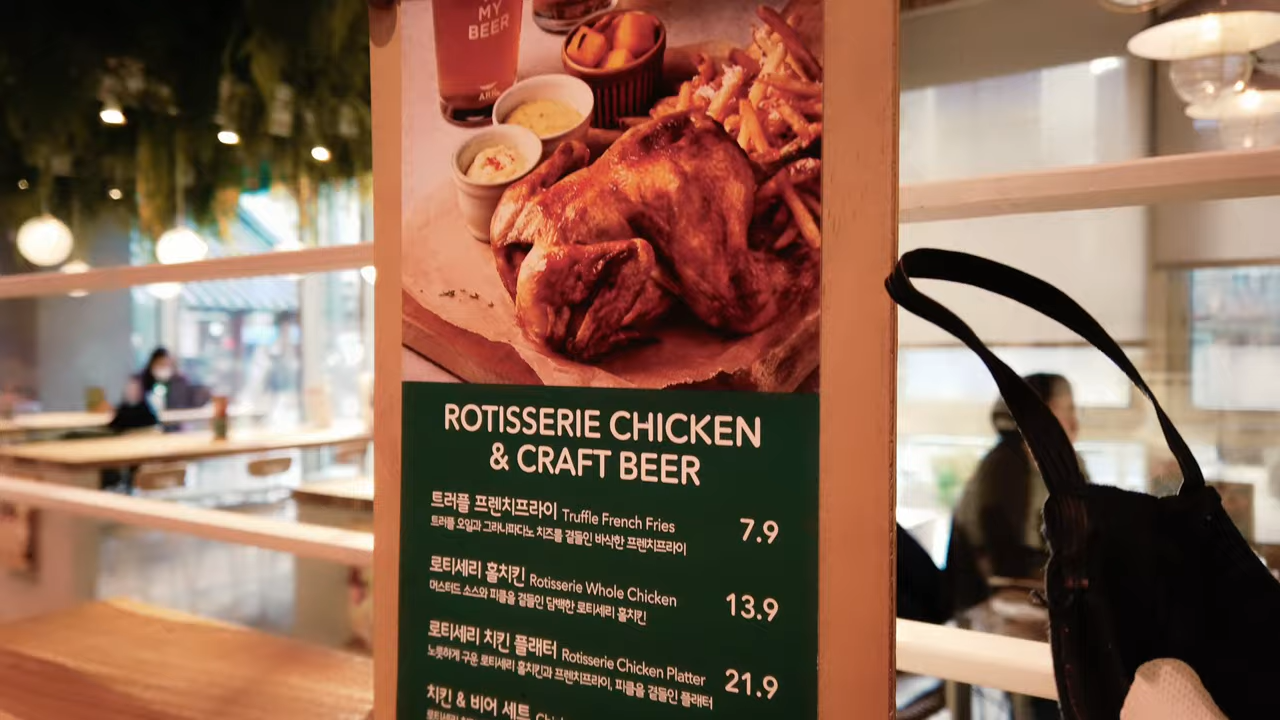 MY
BEER
ROTISSERIE CHICKEN
& CRAFT BEER
트러플 프렌치프라이 Truffle French Fries 7.9
트러플 오일과 그라나파다노 치즈를 곁들인 바삭한 프렌치프라이
로티세리 홀치킨 Rotisserie Whole Chicken 13.9
머스터드 소스와 피클을 곁들인 담백한 로티세리 홀치킨
로티세리 치킨 플래터 Rotisserie Chicken Platter 21.9
노릇하게 구운 로티세리 홀치킨과 프렌치프라이, 피클을 곁들인 플래터
치킨 & 비어 세트